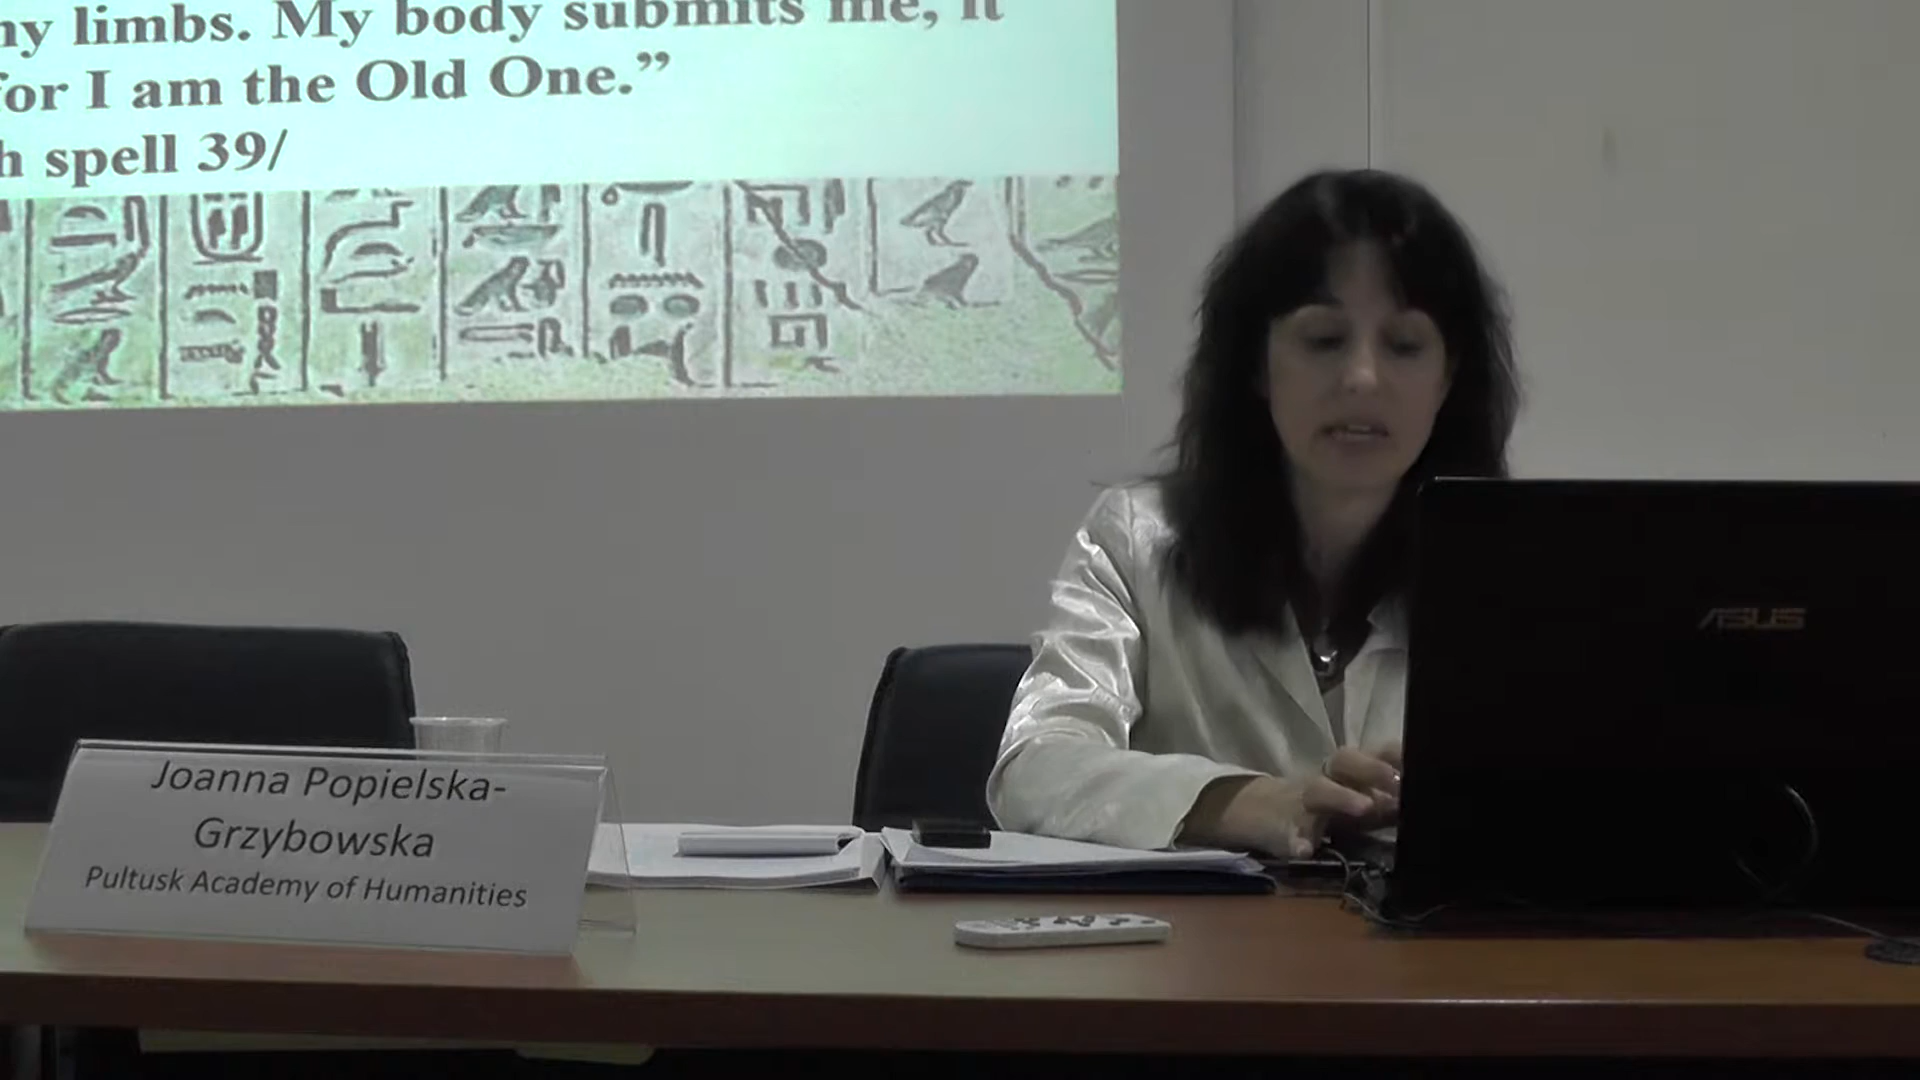 my limbs. My body submits me, it
for I am the Old One.”
h spell 39/
ASUS
Joanna Popielska-
Grzybowska
Pultusk Academy of Humanities